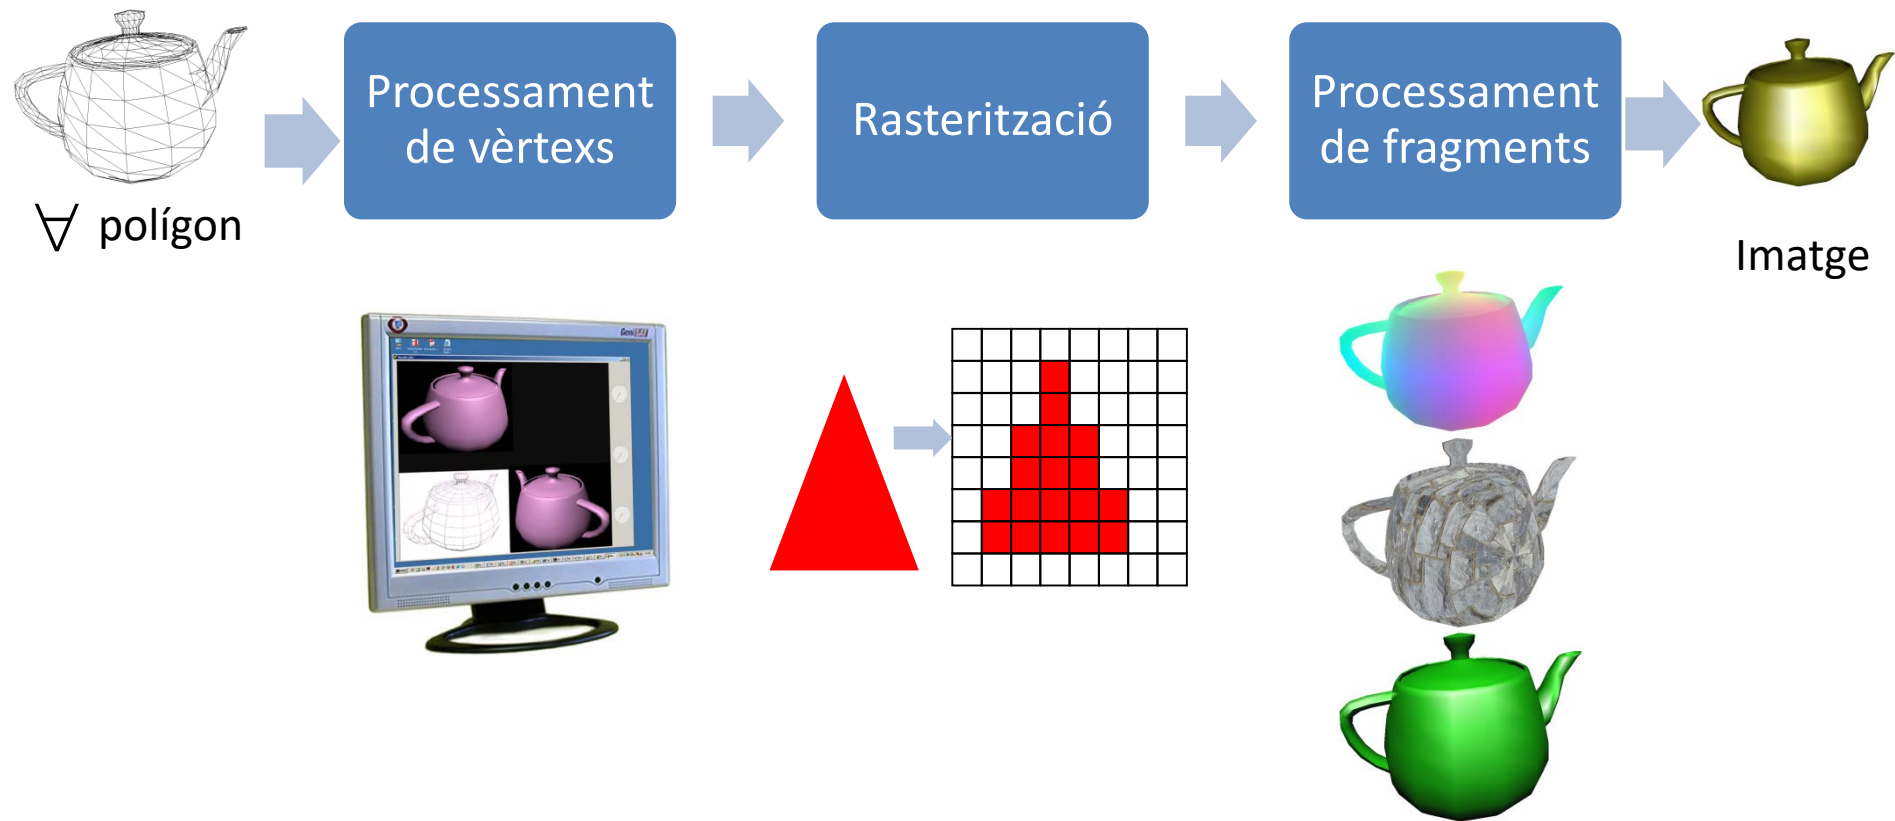 Processament
de vèrtexs
Rasterització
Processament
de fragments
∀ polígon
Imatge